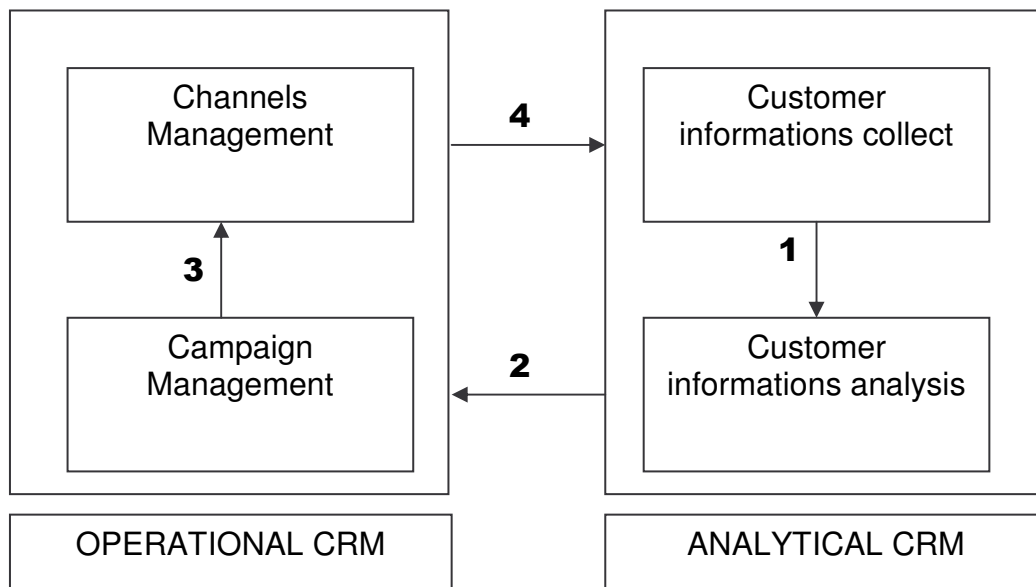 Channels
Management
4
Customer
informations collect
3
1
Campaign
Management
2
Customer
informations analysis
OPERATIONAL CRM
ANALYTICAL CRM